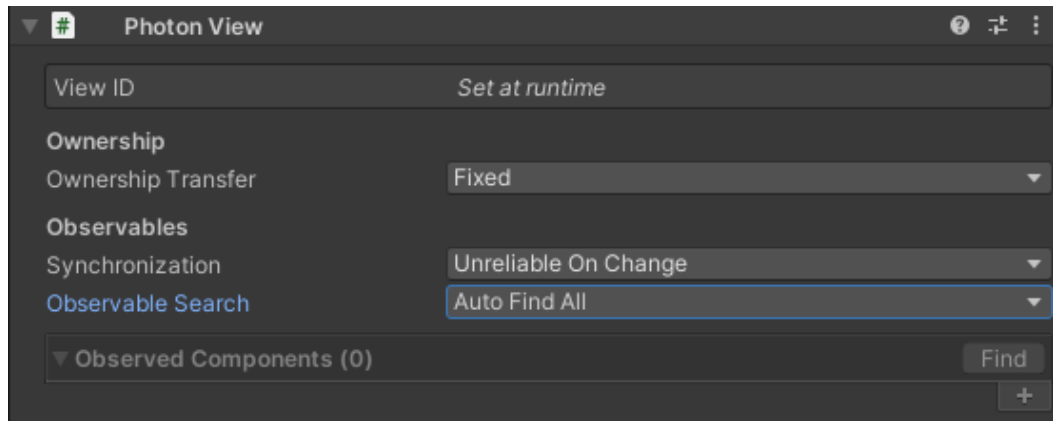 # Photon View
View ID Set at runtime
Ownership
Ownership Transfer Fixed
Observables
Synchronization Unreliable On Change
Observable Search Auto Find All
Observed Components (0) Find
+